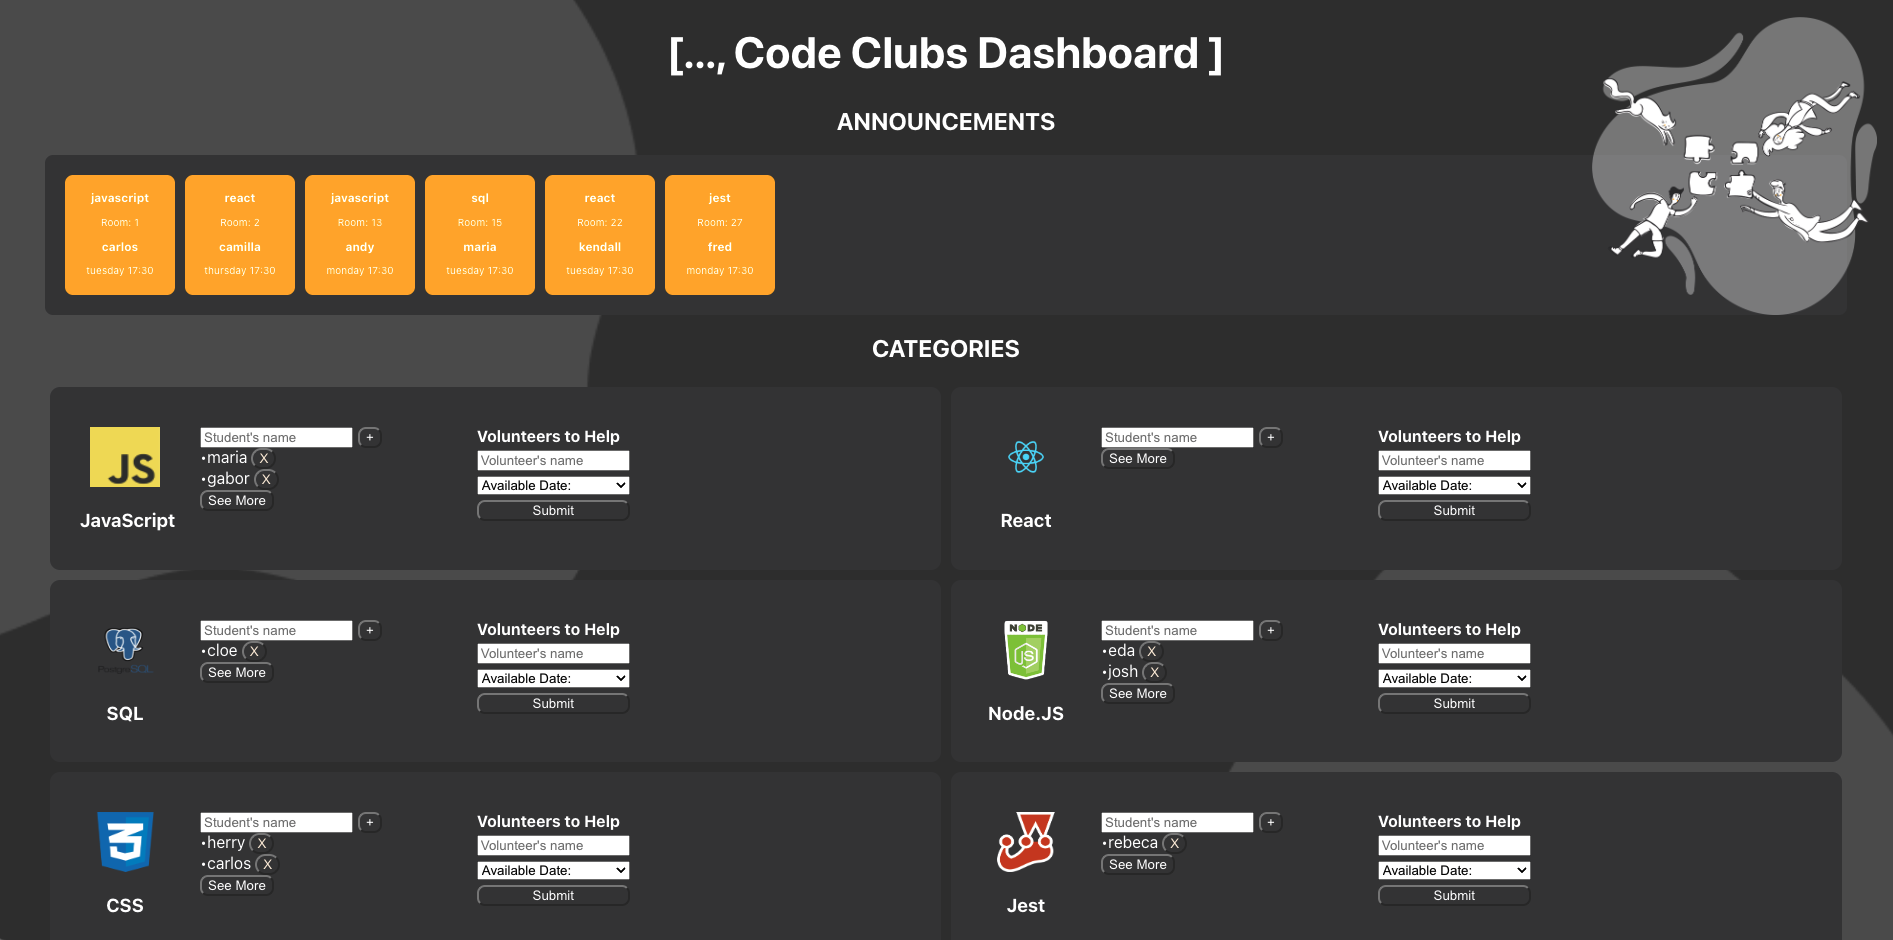 [..., Code Clubs Dashboard ]
ANNOUNCEMENTS
javascript
Room: 1
carlos
tuesday 17:30
react
Room: 2
camilla
thursday 17:30
javascript
Room: 13
andy
monday 17:30
sql
Room: 15
maria
tuesday 17:30
react
Room: 22
kendall
tuesday 17:30
jest
Room: 27
fred
monday 17:30
CATEGORIES
JS
JavaScript
Student's name +
•maria X
•gabor X
See More
Volunteers to Help
Volunteer's name
Available Date:
Submit
React
Student's name +
See More
Volunteers to Help
Volunteer's name
Available Date:
Submit
PostgreSQL
SQL
Student's name +
•cloe X
See More
Volunteers to Help
Volunteer's name
Available Date:
Submit
NODE
JS
Node.JS
Student's name +
•eda X
•josh X
See More
Volunteers to Help
Volunteer's name
Available Date:
Submit
3
CSS
Student's name +
•herry X
•carlos X
See More
Volunteers to Help
Volunteer's name
Available Date:
Submit
Jest
Student's name +
•rebeca X
See More
Volunteers to Help
Volunteer's name
Available Date:
Submit